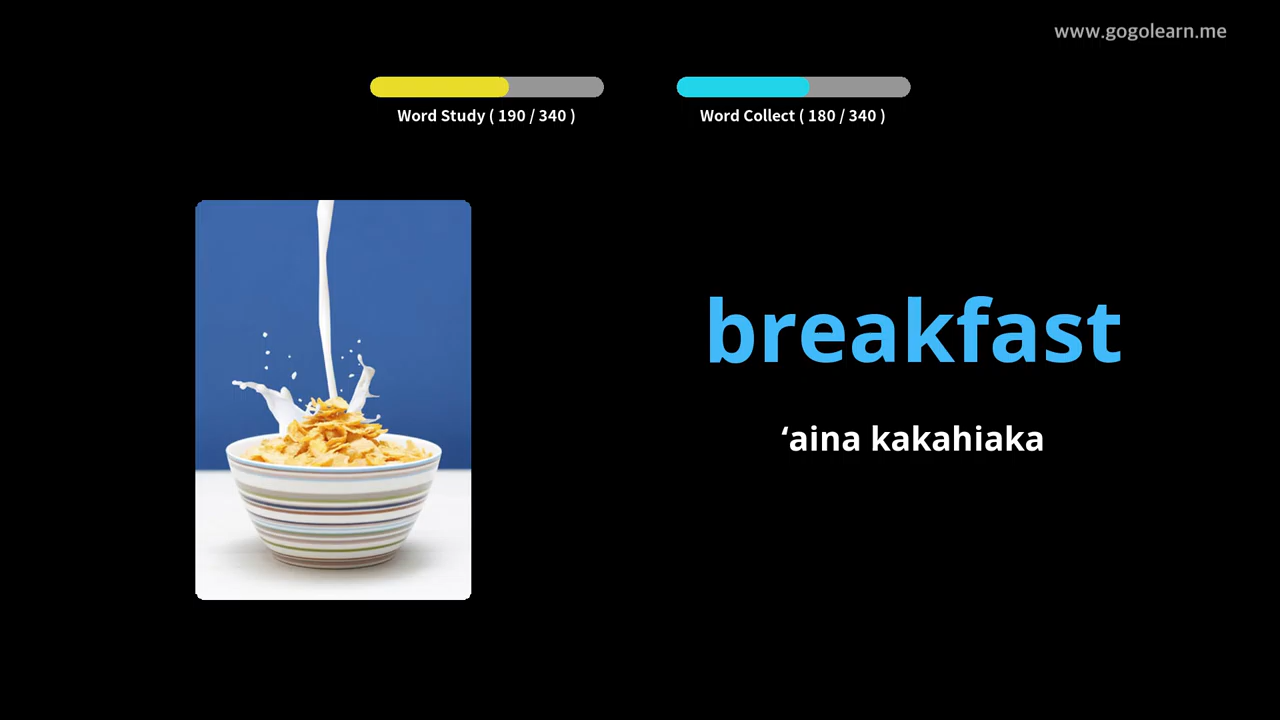 www.gogolearn.me
Word Study ( 190 / 340 )
Word Collect ( 180 / 340 )
breakfast
ʻaina kakahiaka